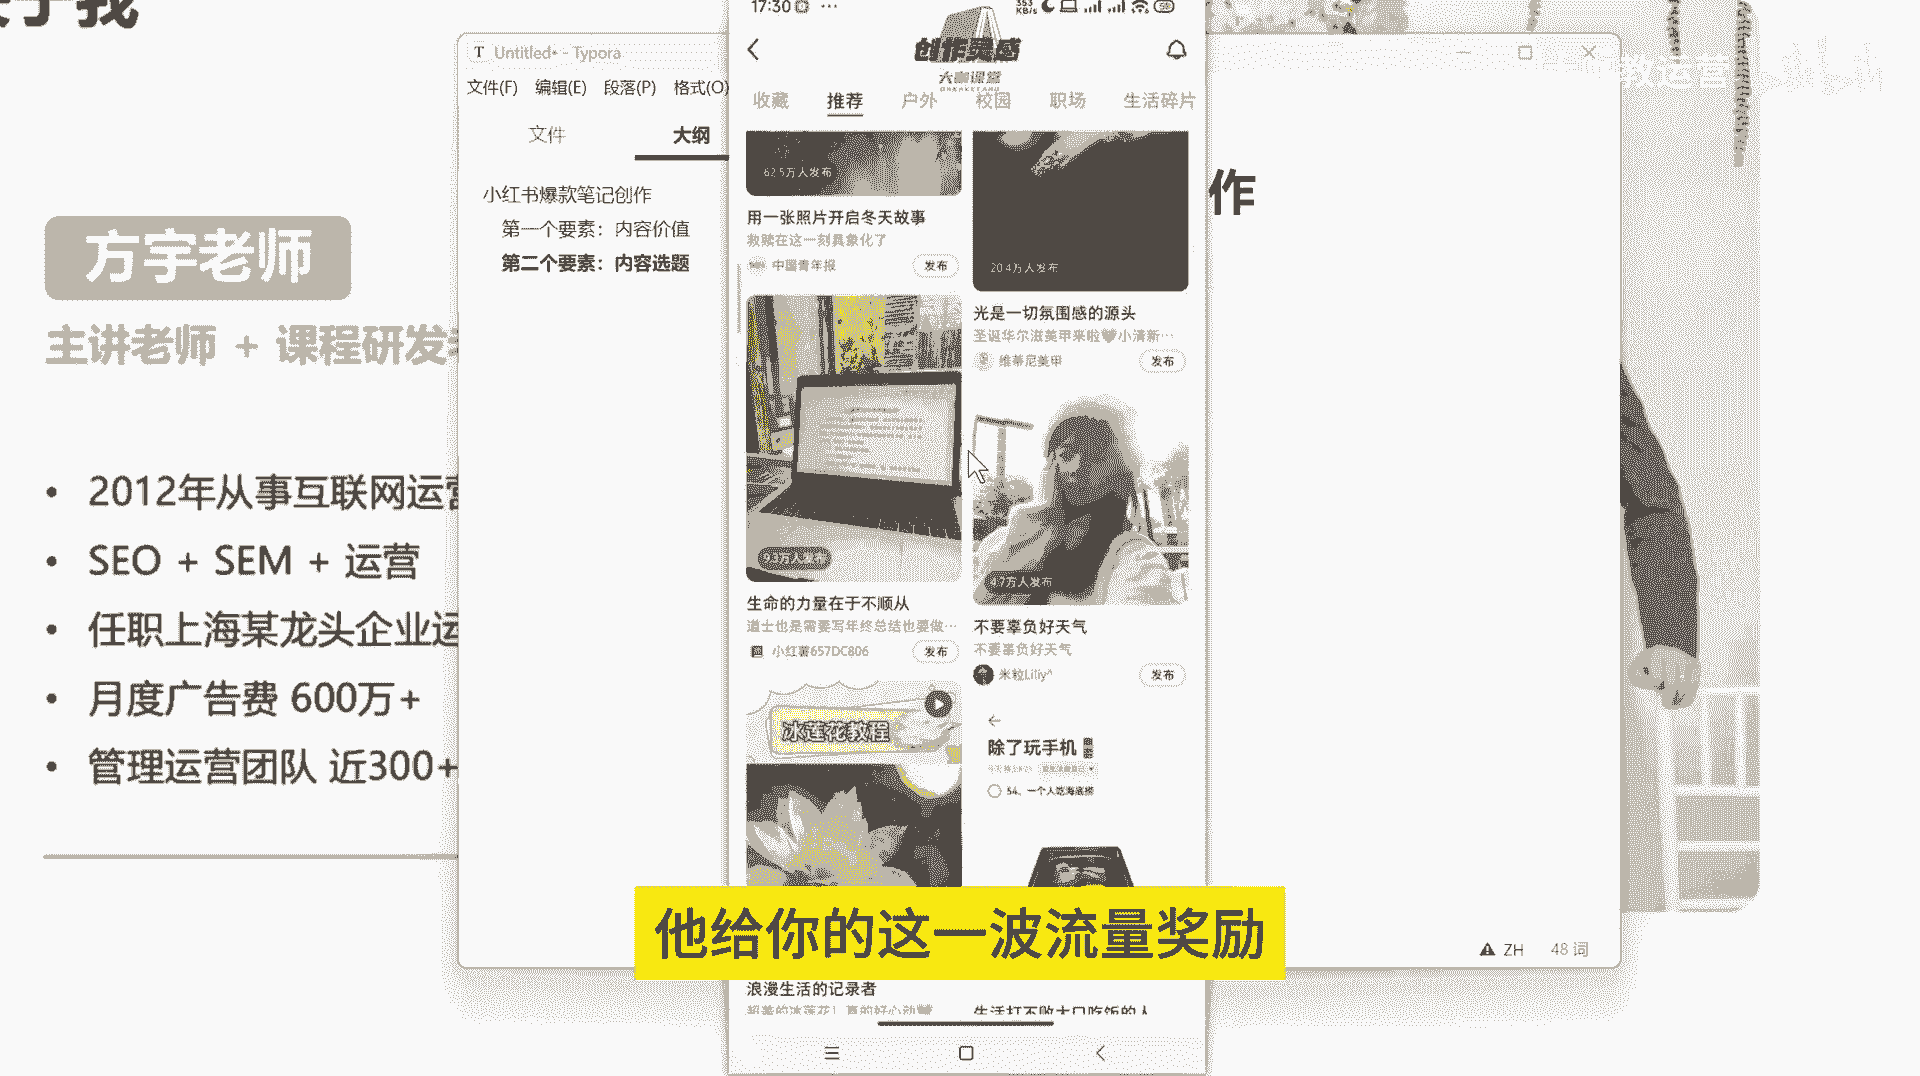 于我
方宇老师
主讲老师 + 课程研发
2012年从事互联网运营
SEO + SEM + 运营
任职上海某龙头企业运
月度广告费 600万+
管理运营团队 近300+
Untitled• - Typora
文件(F) 编辑(E) 段落(P) 格式(O)
文件 大纲
小红书爆款笔记创作
第一个要素：内容价值
第二个要素：内容选题
作
教运营
ZH 48 词
17:30
创作灵感
大咖课堂
收藏 推荐 户外 校园 职场 生活碎片
62.5万人发布
用一张照片开启冬天故事
救赎在这一刻具象化了
中国青年报 发布
20.4万人发布
光是一切氛围感的源头
圣诞华尔滋美甲来啦🖤小清新…
维蒂尼美甲 发布
9.3万人发布
生命的力量在于不顺从
道士也是需要写年终总结也要做…
小红薯657DC806 发布
4.7万人发布
不要辜负好天气
不要辜负好天气
米粒Liliy^ 发布
冰莲花教程
除了玩手机
54、一个人吃海底捞
他给你的这一波流量奖励
浪漫生活的记录者
生活打不败大口吃饭的人